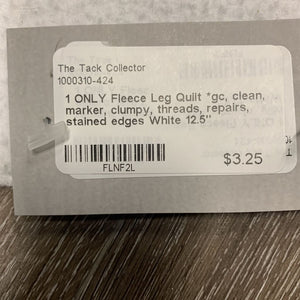 The Tack Collector
1000310-424
1 ONLY Fleece Leg Quilt *gc, clean,
marker, clumpy, threads, repairs,
stained edges White 12.5"
$3.25
FLNF2L